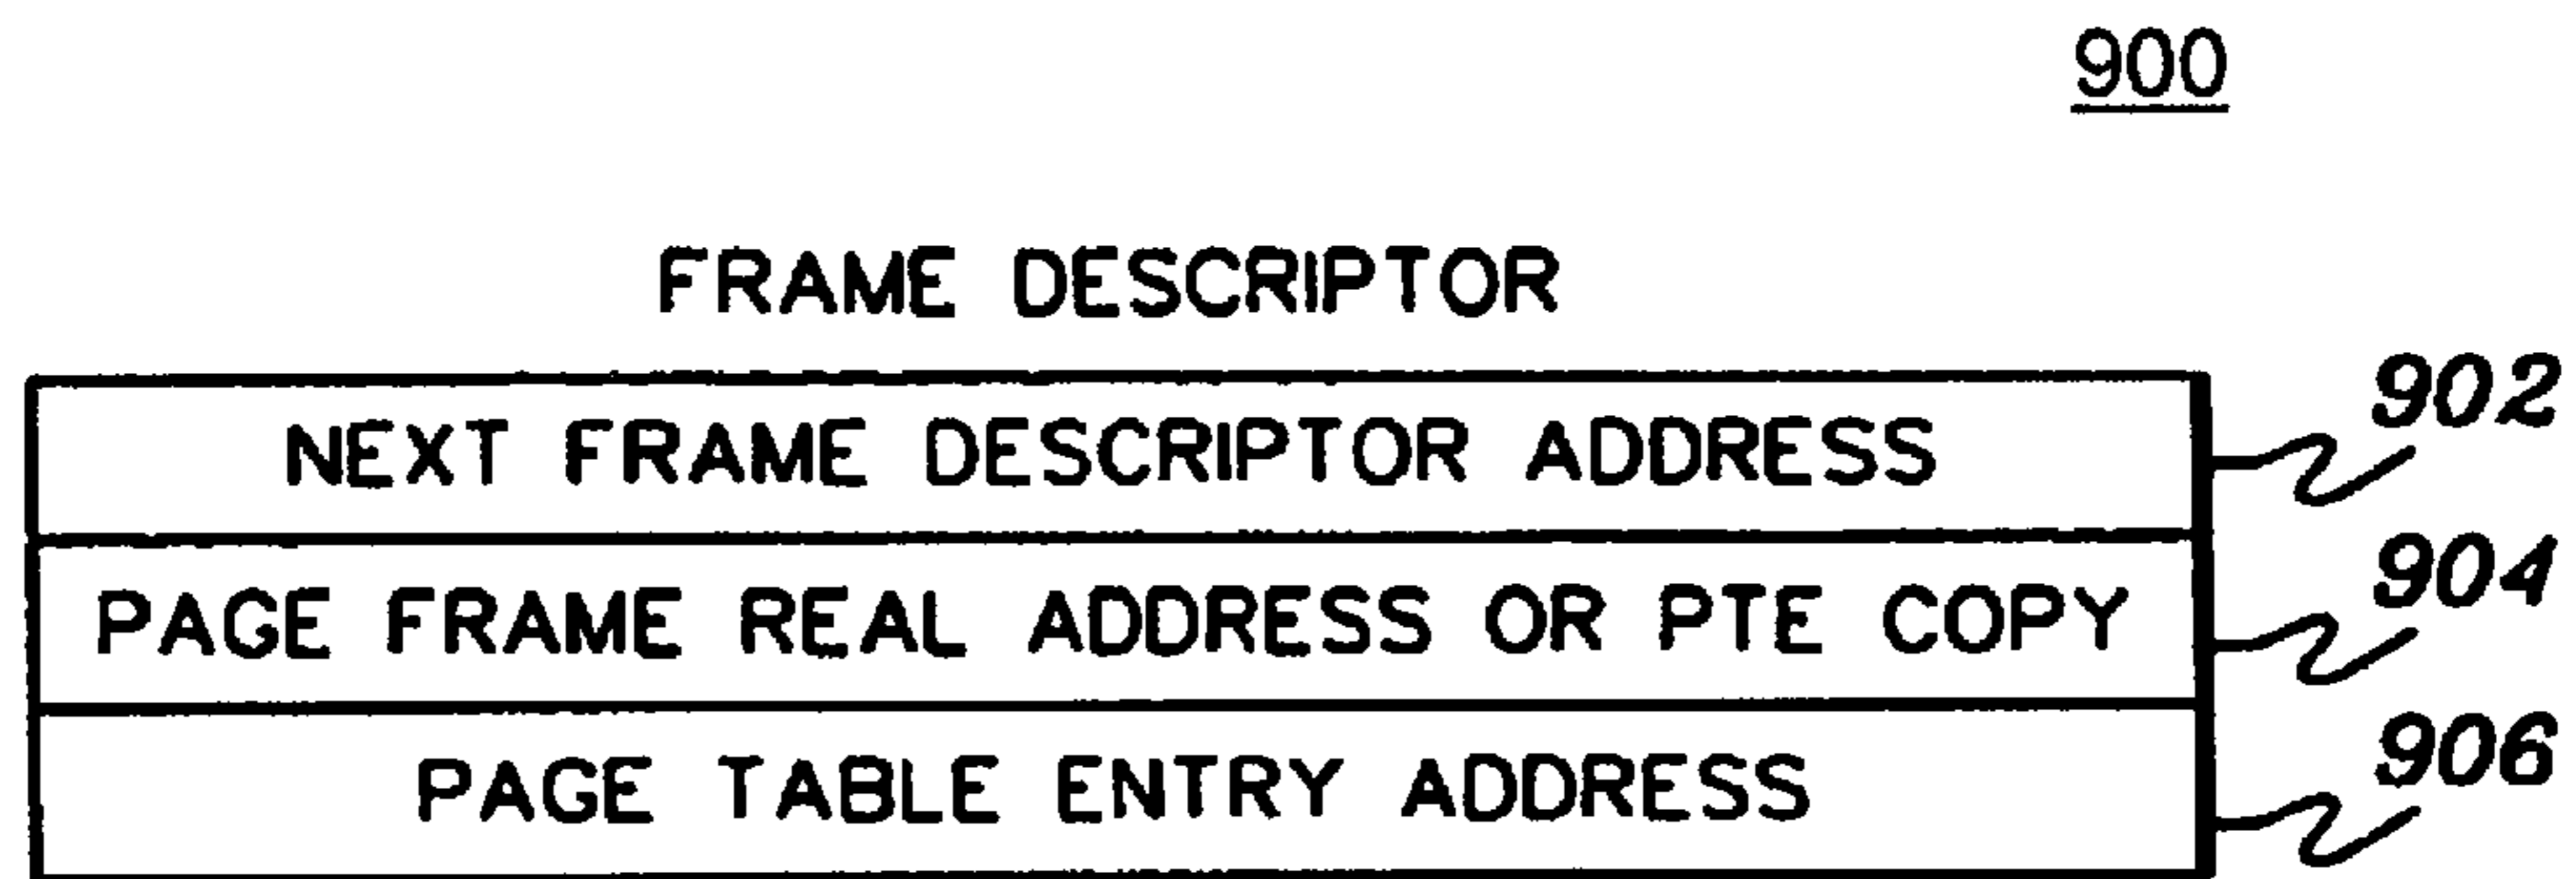 900
FRAME DESCRIPTOR
NEXT FRAME DESCRIPTOR ADDRESS 902
PAGE FRAME REAL ADDRESS OR PTE COPY 904
PAGE TABLE ENTRY ADDRESS 906